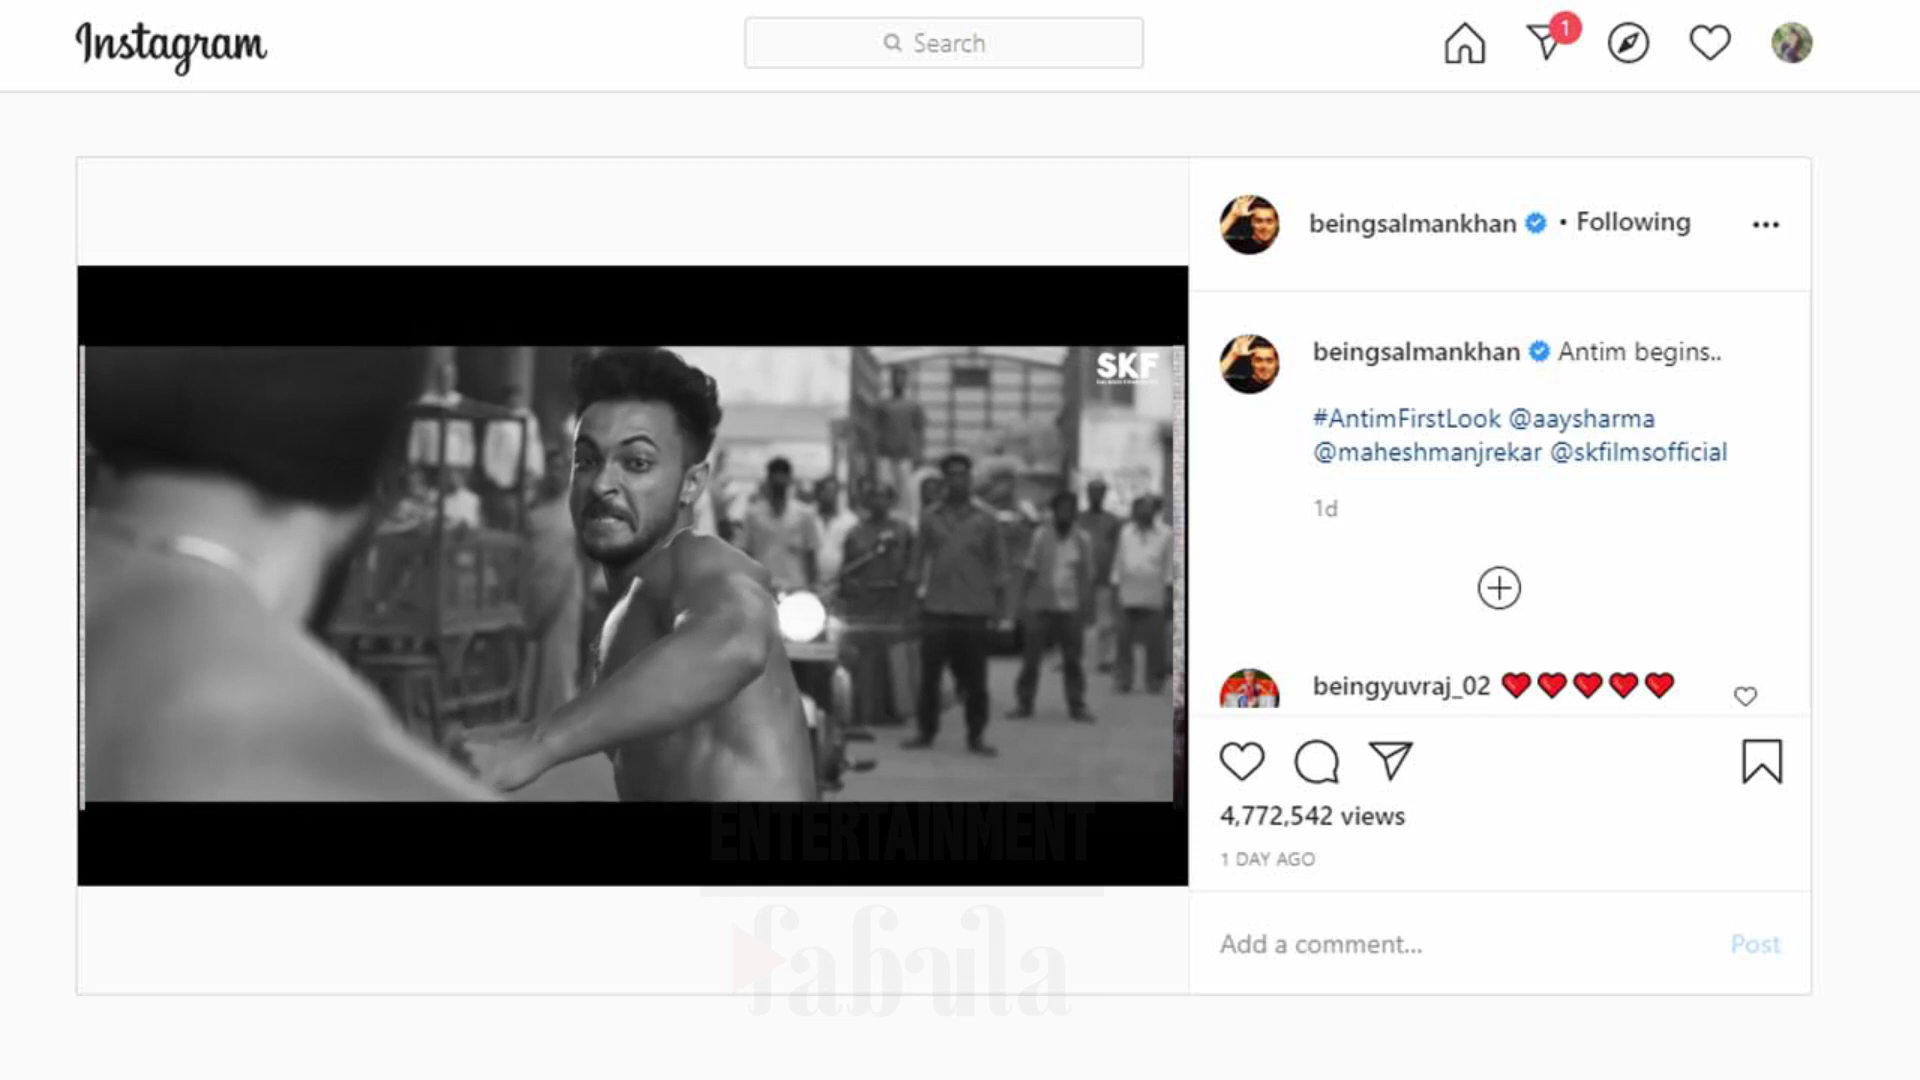 Instagram
Search
1
beingsalmankhan • Following
SKF
beingsalmankhan Antim begins..
#AntimFirstLook @aaysharma
@maheshmanjrekar @skfilmsofficial
1d
beingyuvraj_02 ❤❤❤❤❤
4,772,542 views
1 DAY AGO
ENTERTAINMENT
fabula
Add a comment...
Post